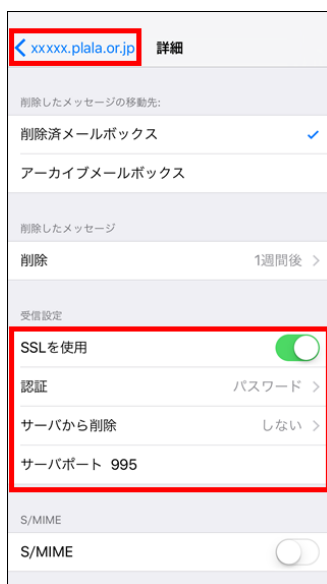 xxxxx.plala.or.jp 詳細
削除したメッセージの移動先:
削除済メールボックス
アーカイブメールボックス
削除したメッセージ
削除 1週間後
受信設定
SSLを使用
認証 パスワード
サーバから削除 しない
サーバポート 995
S/MIME
S/MIME